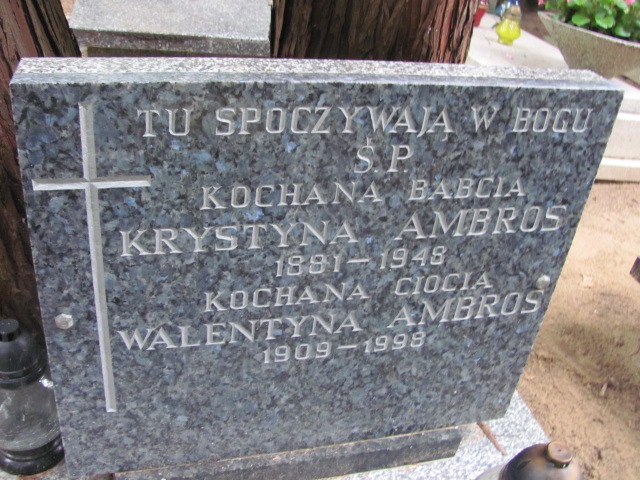 TU SPOCZYWAJĄ W BOGU
Ś.P
KOCHANA BABCIA
KRYSTYNA AMBROS
1881-1948
KOCHANA CIOCIA
WALENTYNA AMBROS
1909-1998